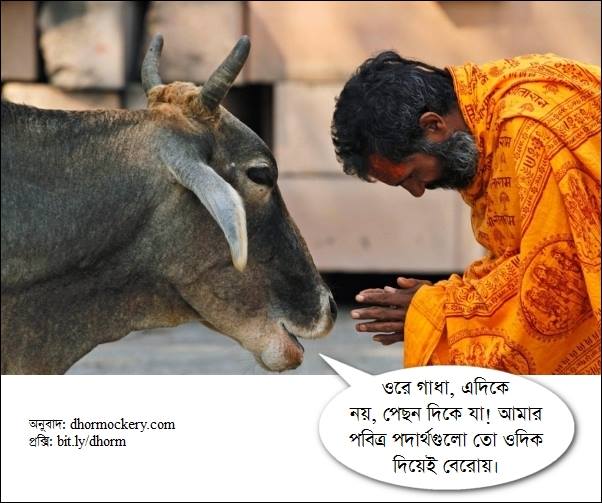 ওরে গাধা, এদিকে
নয়, পেছন দিকে যা! আমার
পবিত্র পদার্থগুলো তো ওদিক
দিয়েই বেরোয়।
অনুবাদ: dhormockery.com
প্রক্সি: bit.ly/dhorm